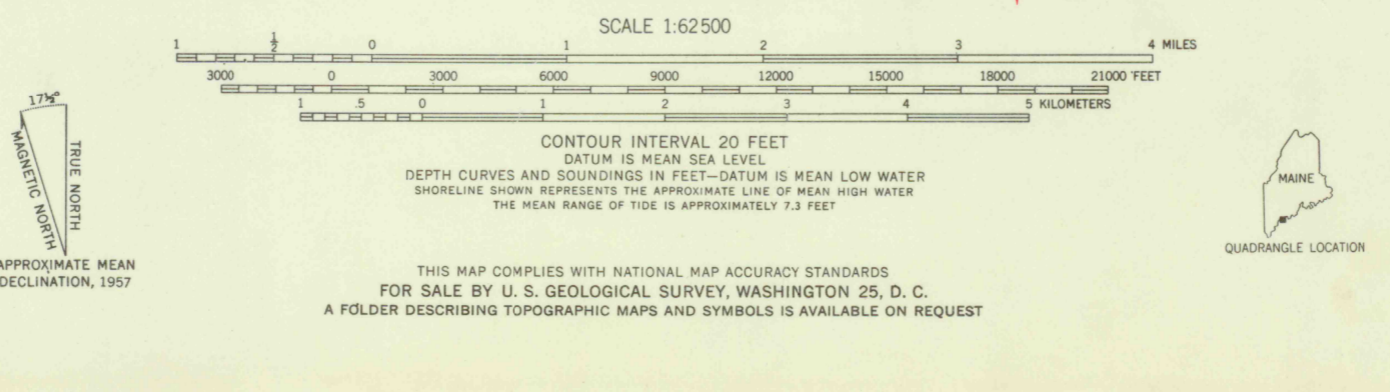 SCALE 1:62500
1 ½ 0 1 2 3 4 MILES
3000 0 3000 6000 9000 12000 15000 18000 21000 FEET
1 .5 0 1 2 3 4 5 KILOMETERS
CONTOUR INTERVAL 20 FEET
DATUM IS MEAN SEA LEVEL
DEPTH CURVES AND SOUNDINGS IN FEET—DATUM IS MEAN LOW WATER
SHORELINE SHOWN REPRESENTS THE APPROXIMATE LINE OF MEAN HIGH WATER
THE MEAN RANGE OF TIDE IS APPROXIMATELY 7.3 FEET
17½°
MAGNETIC NORTH
TRUE NORTH
APPROXIMATE MEAN
DECLINATION, 1957
MAINE
QUADRANGLE LOCATION
THIS MAP COMPLIES WITH NATIONAL MAP ACCURACY STANDARDS
FOR SALE BY U. S. GEOLOGICAL SURVEY, WASHINGTON 25, D. C.
A FOLDER DESCRIBING TOPOGRAPHIC MAPS AND SYMBOLS IS AVAILABLE ON REQUEST